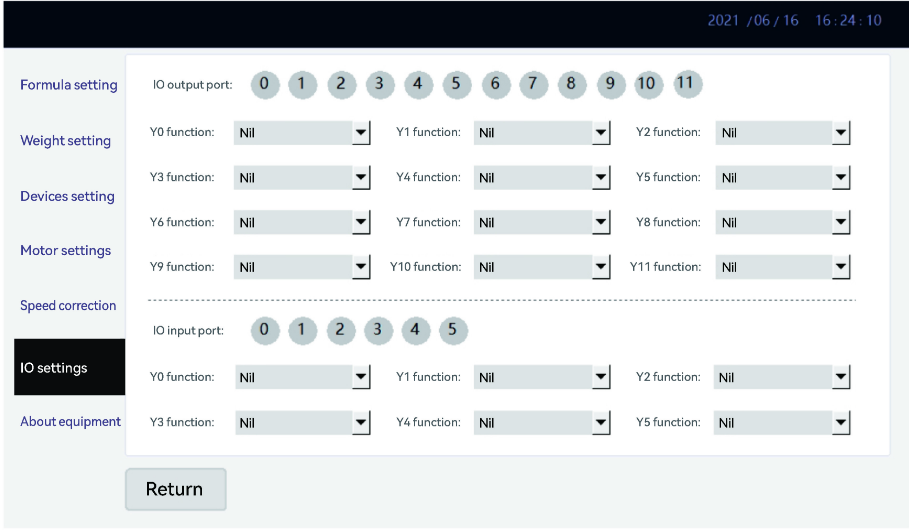 2021 /06 / 16 16 : 24 : 10
Formula setting
Weight setting
Devices setting
Motor settings
Speed correction
IO settings
About equipment
IO output port: 0 1 2 3 4 5 6 7 8 9 10 11
Y0 function: Nil Y1 function: Nil Y2 function: Nil
Y3 function: Nil Y4 function: Nil Y5 function: Nil
Y6 function: Nil Y7 function: Nil Y8 function: Nil
Y9 function: Nil Y10 function: Nil Y11 function: Nil
IO input port: 0 1 2 3 4 5
Y0 function: Nil Y1 function: Nil Y2 function: Nil
Y3 function: Nil Y4 function: Nil Y5 function: Nil
Return